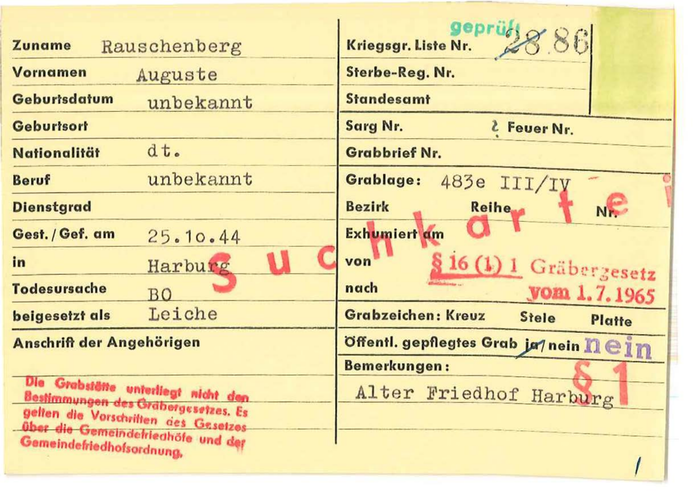 geprüft
Zuname Rauschenberg
Vornamen Auguste
Geburtsdatum unbekannt
Geburtsort
Nationalität dt.
Beruf unbekannt
Dienstgrad
Gest./Gef. am 25.10.44
in Harburg
Todesursache BO
beigesetzt als Leiche
Anschrift der Angehörigen
Die Grabstätte unterliegt nicht den
Bestimmungen des Gräbergesetzes. Es
gelten die Vorschriften des Gesetzes
über die Gemeindefriedhöfe und der
Gemeindefriedhofsordnung.
Kriegsgr. Liste Nr. 28.86
Sterbe-Reg. Nr.
Standesamt
Sarg Nr. Feuer Nr.
Grabbrief Nr.
Grablage: 483e III/IV
Bezirk Reihe Nr.
Suchkartei
Exhumiert am
von § 16 (1) 1 Gräbergesetz
nach vom 1.7.1965
Grabzeichen: Kreuz Stele Platte
Öffentl. gepflegtes Grab ja/nein nein
Bemerkungen: § 1
Alter Friedhof Harburg